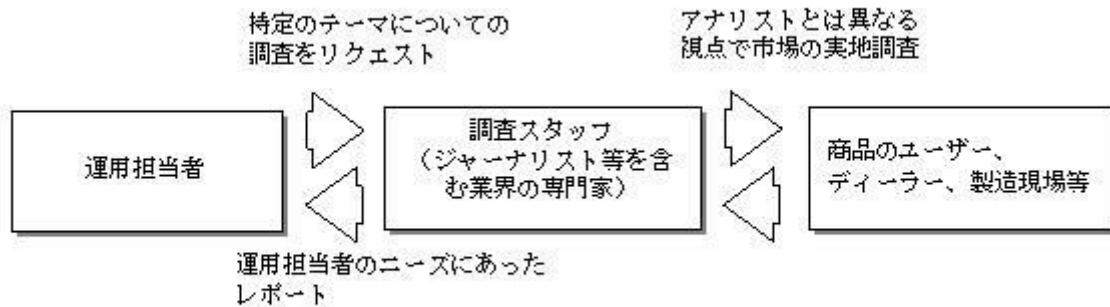 特定のテーマについての
調査をリクエスト
アナリストとは異なる
視点で市場の実地調査
運用担当者
調査スタッフ
（ジャーナリスト等を含
む業界の専門家）
商品のユーザー、
ディーラー、製造現場等
運用担当者のニーズにあった
レポート